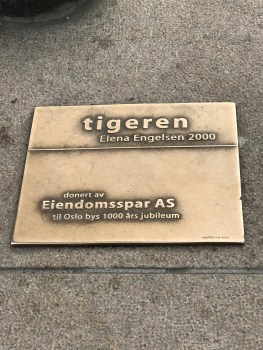 tigeren
Elena Engelsen 2000
donert av
Eiendomsspar AS
til Oslo bys 1000 års jubileum